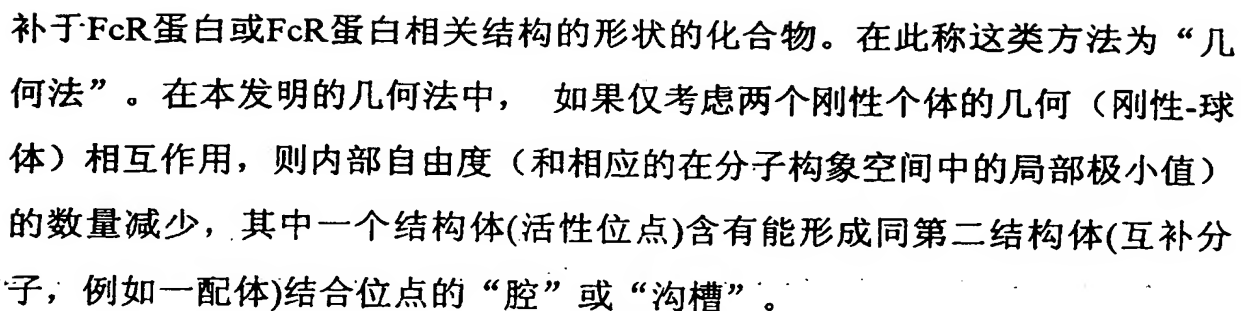 补于FcR蛋白或FcR蛋白相关结构的形状的化合物。在此称这类方法为“几
何法”。在本发明的几何法中， 如果仅考虑两个刚性个体的几何（刚性-球
体）相互作用，则内部自由度（和相应的在分子构象空间中的局部极小值）
的数量减少，其中一个结构体(活性位点)含有能形成同第二结构体(互补分
子，例如一配体)结合位点的“腔”或“沟槽”。